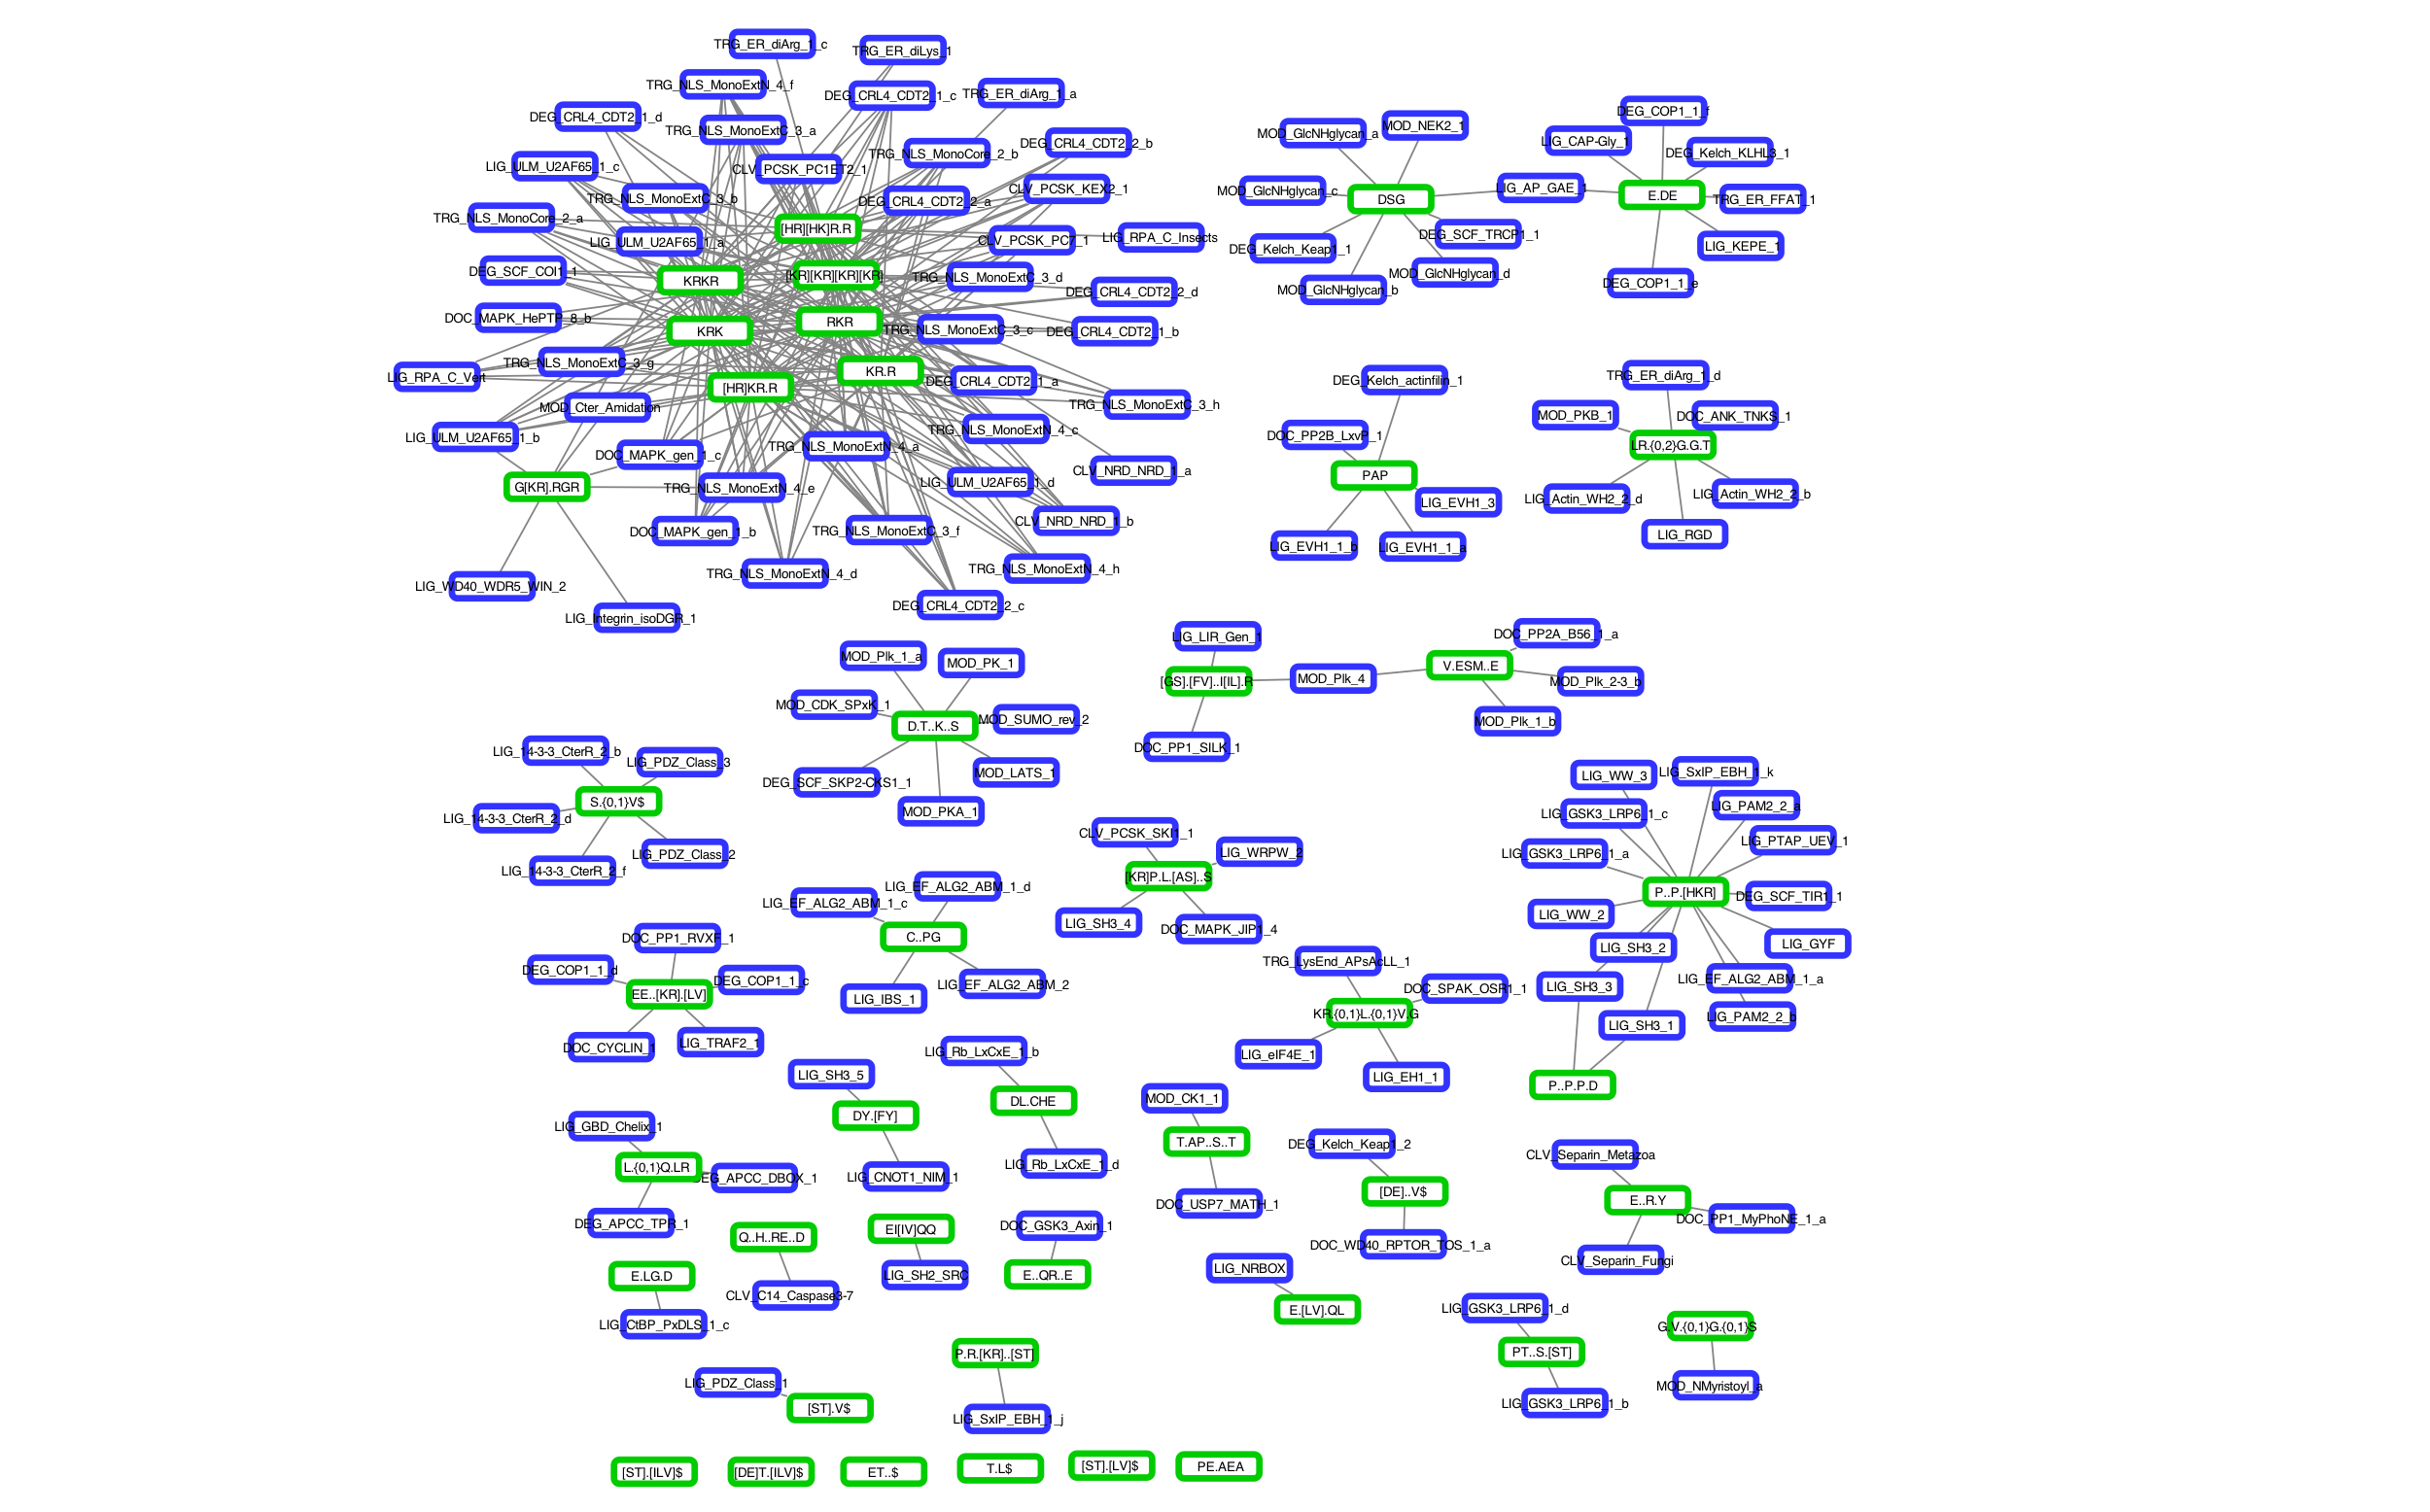 TRG_ER_diArg_1_c
TRG_ER_diLys_1
TRG_NLS_MonoExtN_4_f
DEG_CRL4_CDT2_1_c
TRG_ER_diArg_1_a
DEG_CRL4_CDT2_1_d
TRG_NLS_MonoExtC_3_a
DEG_CRL4_CDT2_2_b
TRG_NLS_MonoCore_2_b
LIG_ULM_U2AF65_1_c
CLV_PCSK_PC1ET2_1
CLV_PCSK_KEX2_1
TRG_NLS_MonoExtC_3_b
DEG_CRL4_CDT2_2_a
TRG_NLS_MonoCore_2_a
[HR][HK]R.R
LIG_ULM_U2AF65_1_a
CLV_PCSK_PC7_1
LIG_RPA_C_Insects
DEG_SCF_COI1_1
KRKR
[KR][KR][KR][KR]
TRG_NLS_MonoExtC_3_d
DEG_CRL4_CDT2_2_d
DOC_MAPK_HePTP_8_b
KRK
RKR
TRG_NLS_MonoExtC_3_c
DEG_CRL4_CDT2_1_b
TRG_NLS_MonoExtC_3_g
LIG_RPA_C_Vert
[HR]KR.R
KR.R
DEG_CRL4_CDT2_1_a
TRG_NLS_MonoExtC_3_h
MOD_Cter_Amidation
LIG_ULM_U2AF65_1_b
TRG_NLS_MonoExtN_4_c
DOC_MAPK_gen_1_c
TRG_NLS_MonoExtN_4_a
CLV_NRD_NRD_1_a
G[KR].RGR
TRG_NLS_MonoExtN_4_e
LIG_ULM_U2AF65_1_d
DOC_MAPK_gen_1_b
TRG_NLS_MonoExtC_3_f
CLV_NRD_NRD_1_b
TRG_NLS_MonoExtN_4_d
TRG_NLS_MonoExtN_4_h
LIG_WD40_WDR5_WIN_2
LIG_Integrin_isoDGR_1
DEG_CRL4_CDT2_2_c
MOD_GlcNHglycan_a
MOD_NEK2_1
MOD_GlcNHglycan_c
DSG
LIG_AP_GAE_1
DEG_Kelch_Keap1_1
DEG_SCF_TRCP1_1
MOD_GlcNHglycan_d
MOD_GlcNHglycan_b
DEG_COP1_1_f
LIG_CAP-Gly_1
DEG_Kelch_KLHL3_1
E.DE
TRG_ER_FFAT_1
LIG_KEPE_1
DEG_COP1_1_e
DEG_Kelch_actinfilin_1
DOC_PP2B_LxvP_1
PAP
LIG_EVH1_3
LIG_EVH1_1_b
LIG_EVH1_1_a
TRG_ER_diArg_1_d
MOD_PKB_1
DOC_ANK_TNKS_1
LR.{0,2}G.G.T
LIG_Actin_WH2_2_d
LIG_Actin_WH2_2_b
LIG_RGD
MOD_Plk_1_a
MOD_PK_1
MOD_CDK_SPxK_1
D.T..K..S
MOD_SUMO_rev_2
DEG_SCF_SKP2-CKS1_1
MOD_LATS_1
MOD_PKA_1
LIG_LIR_Gen_1
[GS].[FV]..I[IL].R
MOD_Plk_4
V.ESM..E
DOC_PP2A_B56_1_a
MOD_Plk_2-3_b
MOD_Plk_1_b
DOC_PP1_SILK_1
LIG_14-3-3_CterR_2_b
LIG_PDZ_Class_3
S.{0,1}V$
LIG_14-3-3_CterR_2_d
LIG_PDZ_Class_2
LIG_14-3-3_CterR_2_f
CLV_PCSK_SKI1_1
LIG_WRPW_2
[KR]P.L.[AS]..S
LIG_SH3_4
DOC_MAPK_JIP1_4
LIG_WW_3
LIG_SxIP_EBH_1_k
LIG_GSK3_LRP6_1_c
LIG_PAM2_2_a
LIG_PTAP_UEV_1
LIG_GSK3_LRP6_1_a
P..P.[HKR]
DEG_SCF_TIR1_1
LIG_WW_2
LIG_SH3_2
LIG_GYF
LIG_SH3_3
LIG_EF_ALG2_ABM_1_a
LIG_PAM2_2_b
LIG_SH3_1
P..P.P.D
LIG_EF_ALG2_ABM_1_d
LIG_EF_ALG2_ABM_1_c
C..PG
LIG_IBS_1
LIG_EF_ALG2_ABM_2
DOC_PP1_RVXF_1
DEG_COP1_1_d
DEG_COP1_1_c
EE..[KR].[LV]
DOC_CYCLIN_1
LIG_TRAF2_1
TRG_LysEnd_APsAcLL_1
DOC_SPAK_OSR1_1
KR.{0,1}L.{0,1}V.G
LIG_eIF4E_1
LIG_EH1_1
LIG_SH3_5
DY.[FY]
LIG_CNOT1_NIM_1
LIG_Rb_LxCxE_1_b
DL.CHE
LIG_Rb_LxCxE_1_d
MOD_CK1_1
T.AP..S..T
DOC_USP7_MATH_1
DEG_Kelch_Keap1_2
[DE]..V$
DOC_WD40_RPTOR_TOS_1_a
CLV_Separin_Metazoa
E..R.Y
DOC_PP1_MyPhoNE_1_a
CLV_Separin_Fungi
LIG_GBD_Chelix_1
L.{0,1}Q.LR
DEG_APCC_DBOX_1
DEG_APCC_TPR_1
Q..H..RE..D
CLV_C14_Caspase3-7
EI[IV]QQ
LIG_SH2_SRC
DOC_GSK3_Axin_1
E..QR..E
LIG_NRBOX
E.[LV].QL
E.LG.D
LIG_CtBP_PxDLS_1_c
LIG_GSK3_LRP6_1_d
PT..S.[ST]
LIG_GSK3_LRP6_1_b
G.V.{0,1}G.{0,1}S
MOD_NMyristoyl_a
LIG_PDZ_Class_1
[ST].V$
P.R.[KR]..[ST]
LIG_SxIP_EBH_1_j
[ST].[ILV]$
[DE]T.[ILV]$
ET..$
T.L$
[ST].[LV]$
PE.AEA